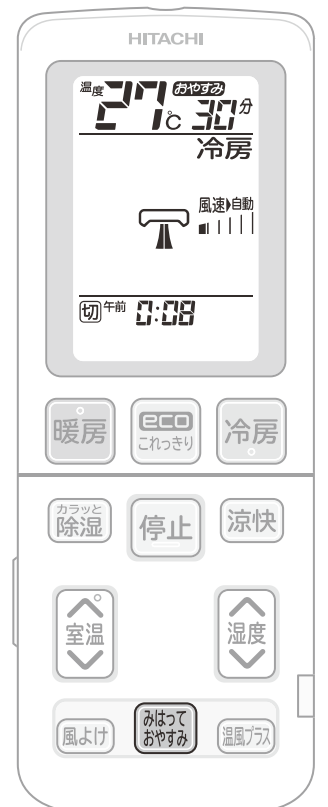 HITACHI
温度 27℃ おやすみ 30分
冷房
風速 自動
切 午前 0:08
暖房 eco これっきり 冷房
カラッと除湿 停止 涼快
室温 湿度
風よけ みはっておやすみ 温風プラス